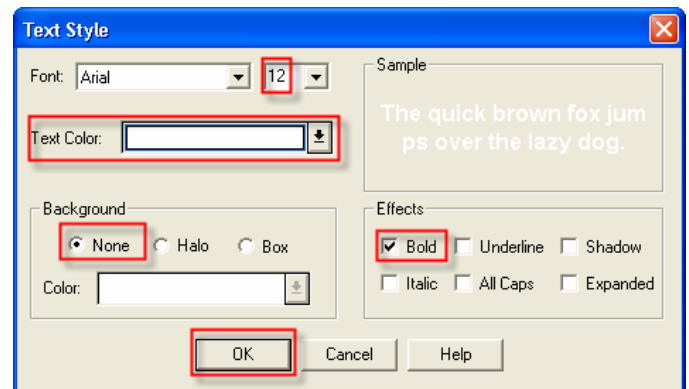 Text Style
Font: Arial 12
Sample
The quick brown fox jum
ps over the lazy dog.
Text Color:
Background
None Halo Box
Color:
Effects
Bold Underline Shadow
Italic All Caps Expanded
OK Cancel Help